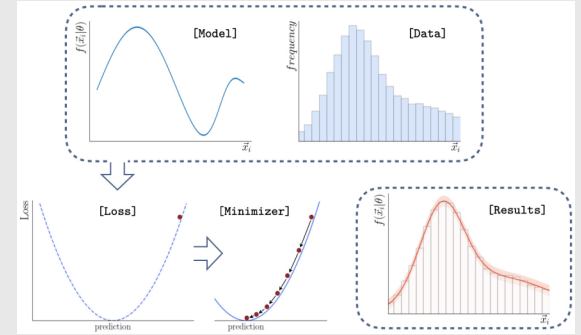 [Model]
f(x⃗ᵢ|θ)
x⃗ᵢ
[Data]
frequency
x⃗ᵢ
[Loss]
Loss
prediction
[Minimizer]
prediction
[Results]
f(x⃗ᵢ|θ)
x⃗ᵢ